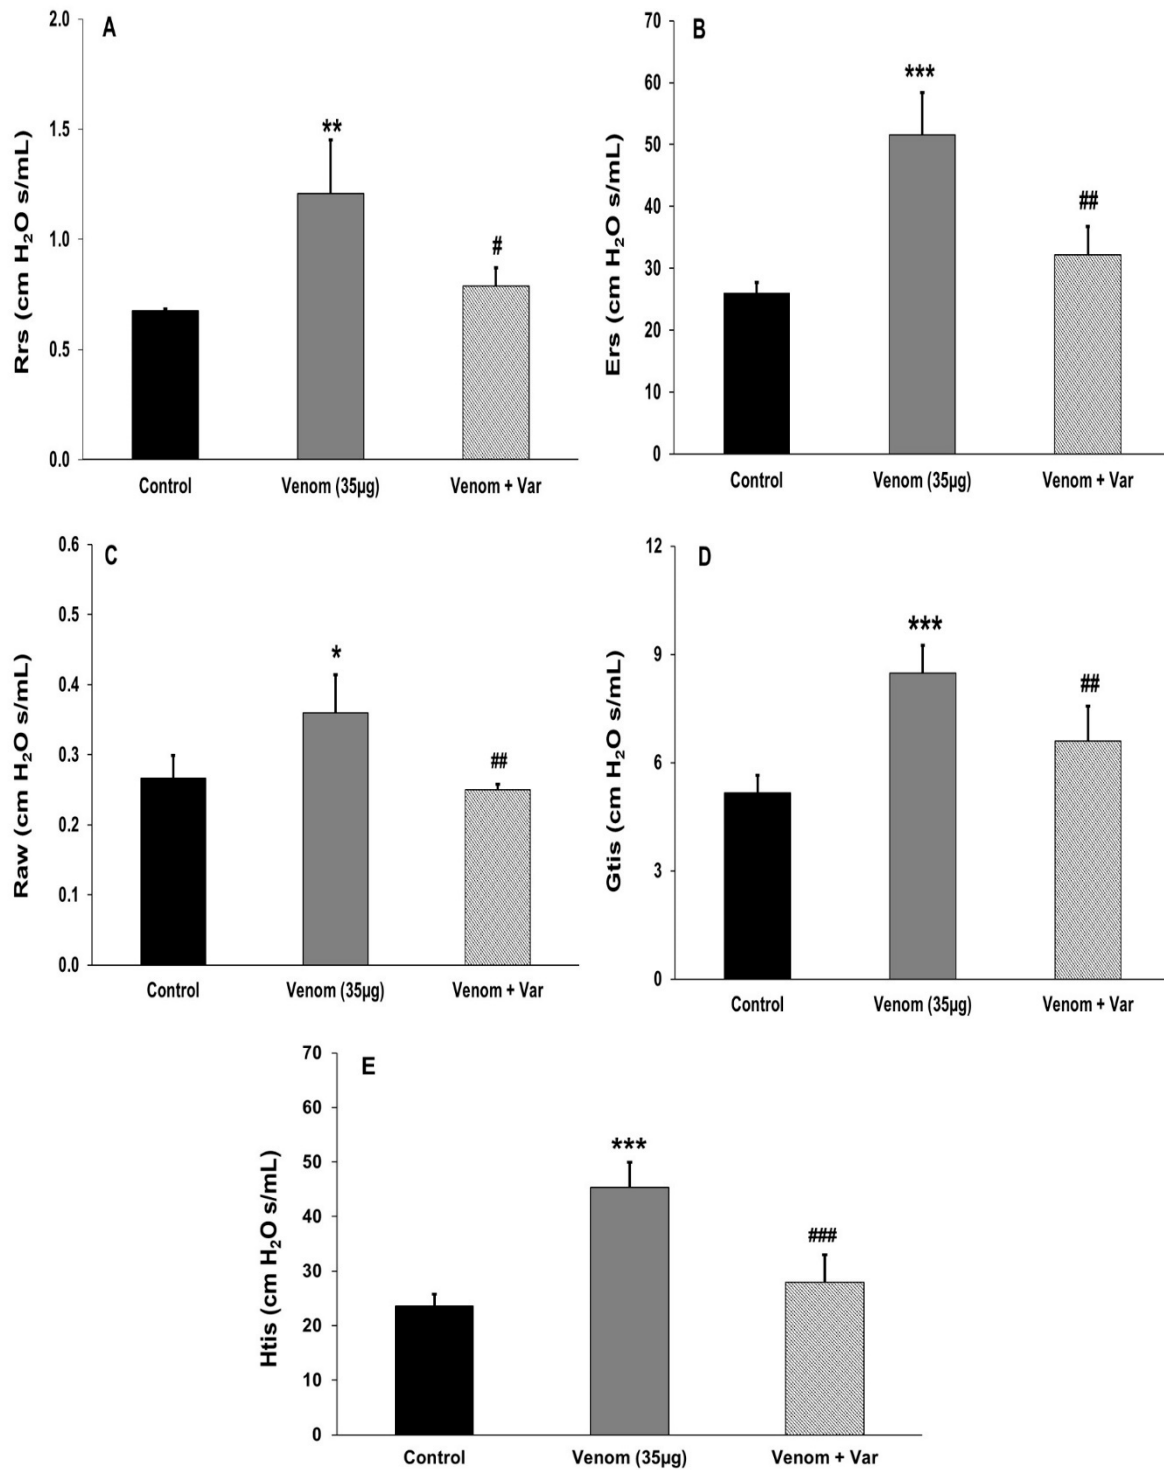 A
Rrs (cm H₂O s/mL)
2.0
1.5
1.0
0.5
0.0
**
#
Control Venom (35µg) Venom + Var
B
Ers (cm H₂O s/mL)
70
60
50
40
30
20
10
0
***
##
Control Venom (35µg) Venom + Var
C
Raw (cm H₂O s/mL)
0.6
0.5
0.4
0.3
0.2
0.1
0.0
*
##
Control Venom (35µg) Venom + Var
D
Gtis (cm H₂O s/mL)
12
9
6
3
0
***
##
Control Venom (35µg) Venom + Var
E
Htis (cm H₂O s/mL)
70
60
50
40
30
20
10
0
***
###
Control Venom (35µg) Venom + Var